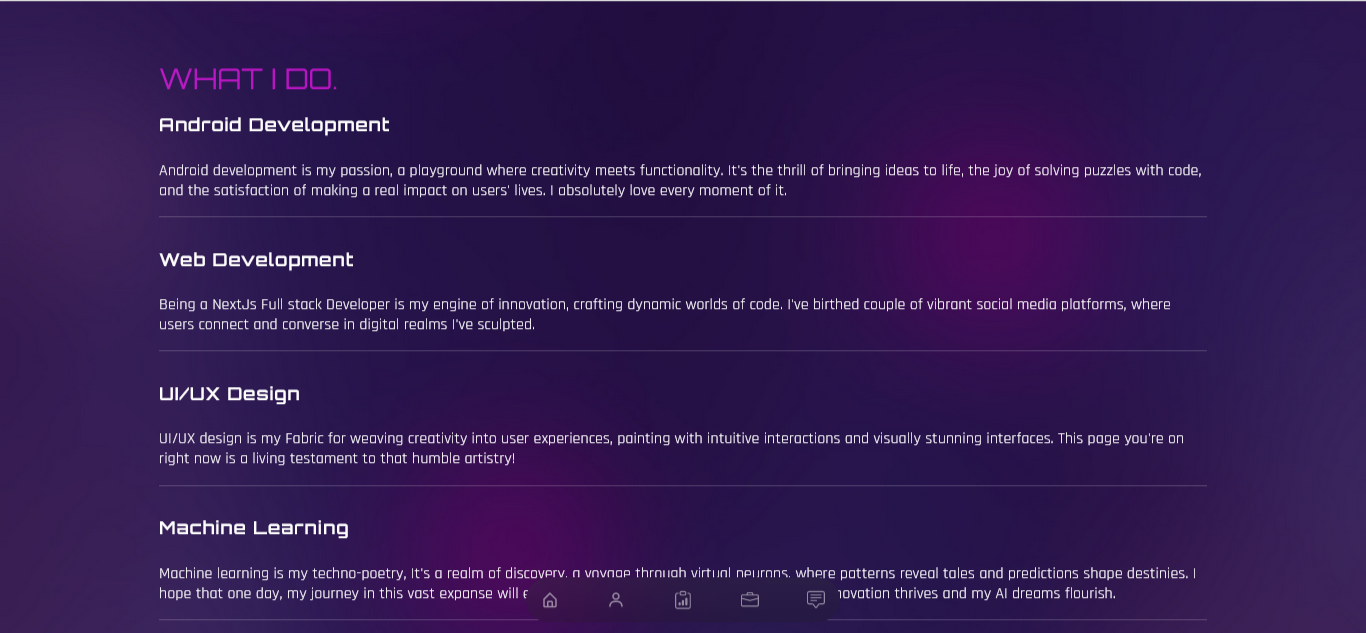 WHAT I DO.
Android Development
Android development is my passion, a playground where creativity meets functionality. It's the thrill of bringing ideas to life, the joy of solving puzzles with code,
and the satisfaction of making a real impact on users' lives. I absolutely love every moment of it.
Web Development
Being a NextJs Full stack Developer is my engine of innovation, crafting dynamic worlds of code. I've birthed couple of vibrant social media platforms, where
users connect and converse in digital realms I've sculpted.
UI/UX Design
UI/UX design is my Fabric for weaving creativity into user experiences, painting with intuitive interactions and visually stunning interfaces. This page you're on
right now is a living testament to that humble artistry!
Machine Learning
Machine learning is my techno-poetry, It's a realm of discovery, a voyage through virtual neurons, where patterns reveal tales and predictions shape destinies. I
hope that one day, my journey in this vast expanse will thrives and my AI dreams flourish.